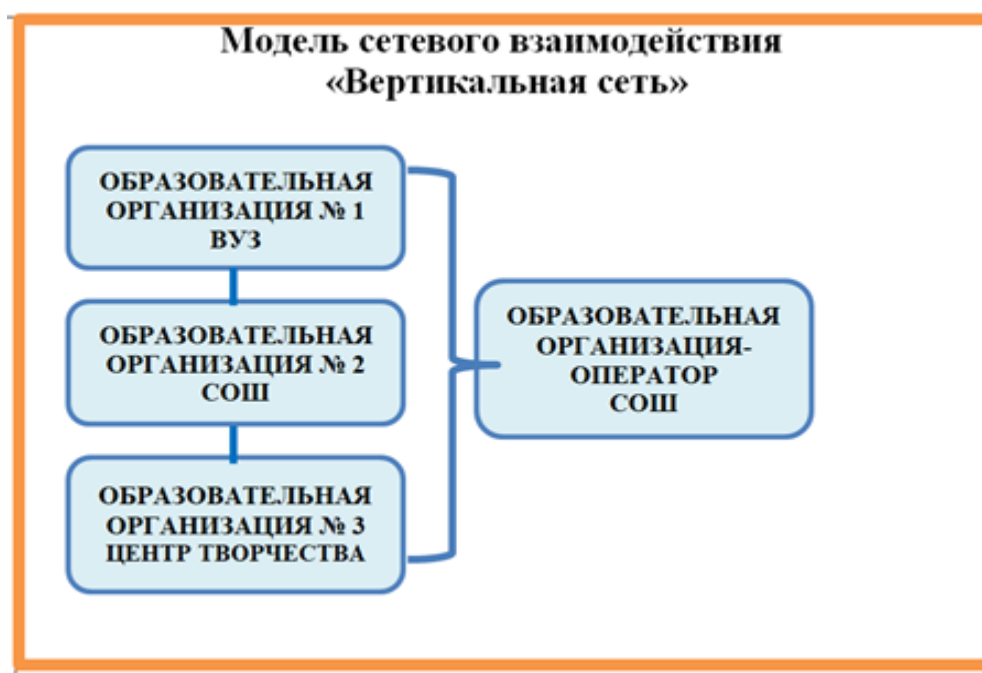 Модель сетевого взаимодействия
«Вертикальная сеть»
ОБРАЗОВАТЕЛЬНАЯ
ОРГАНИЗАЦИЯ № 1
ВУЗ
ОБРАЗОВАТЕЛЬНАЯ
ОРГАНИЗАЦИЯ № 2
СОШ
ОБРАЗОВАТЕЛЬНАЯ
ОРГАНИЗАЦИЯ № 3
ЦЕНТР ТВОРЧЕСТВА
ОБРАЗОВАТЕЛЬНАЯ
ОРГАНИЗАЦИЯ-
ОПЕРАТОР
СОШ